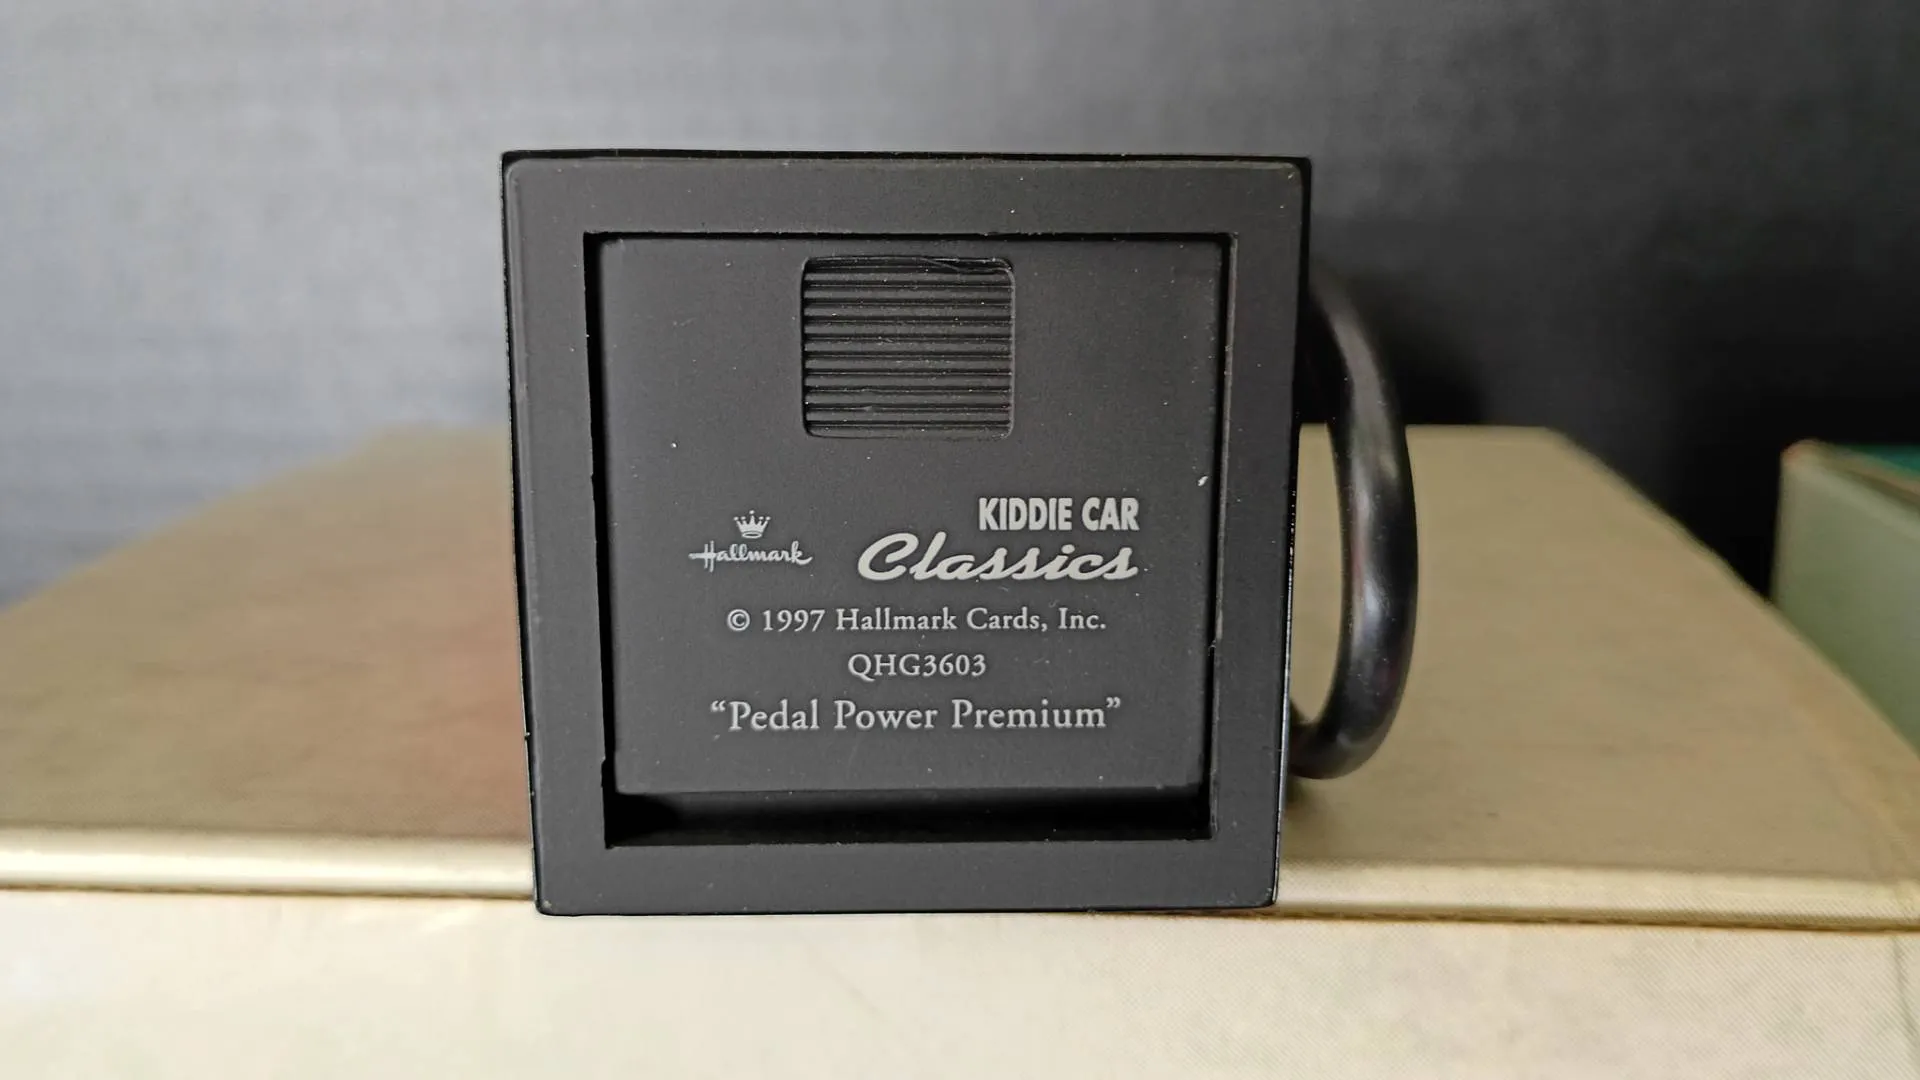 KIDDIE CAR
Hallmark Classics
© 1997 Hallmark Cards, Inc.
QHG3603
“Pedal Power Premium”